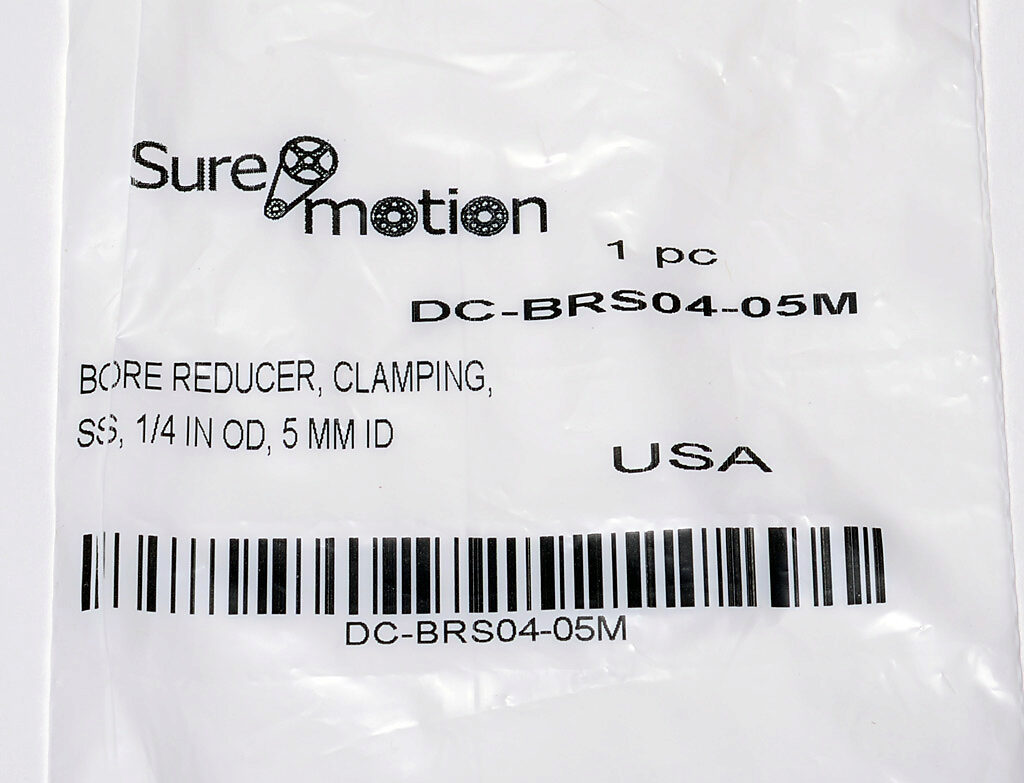 Sure motion
1 pc
DC-BRS04-05M
BORE REDUCER, CLAMPING,
SS, 1/4 IN OD, 5 MM ID
USA
DC-BRS04-05M